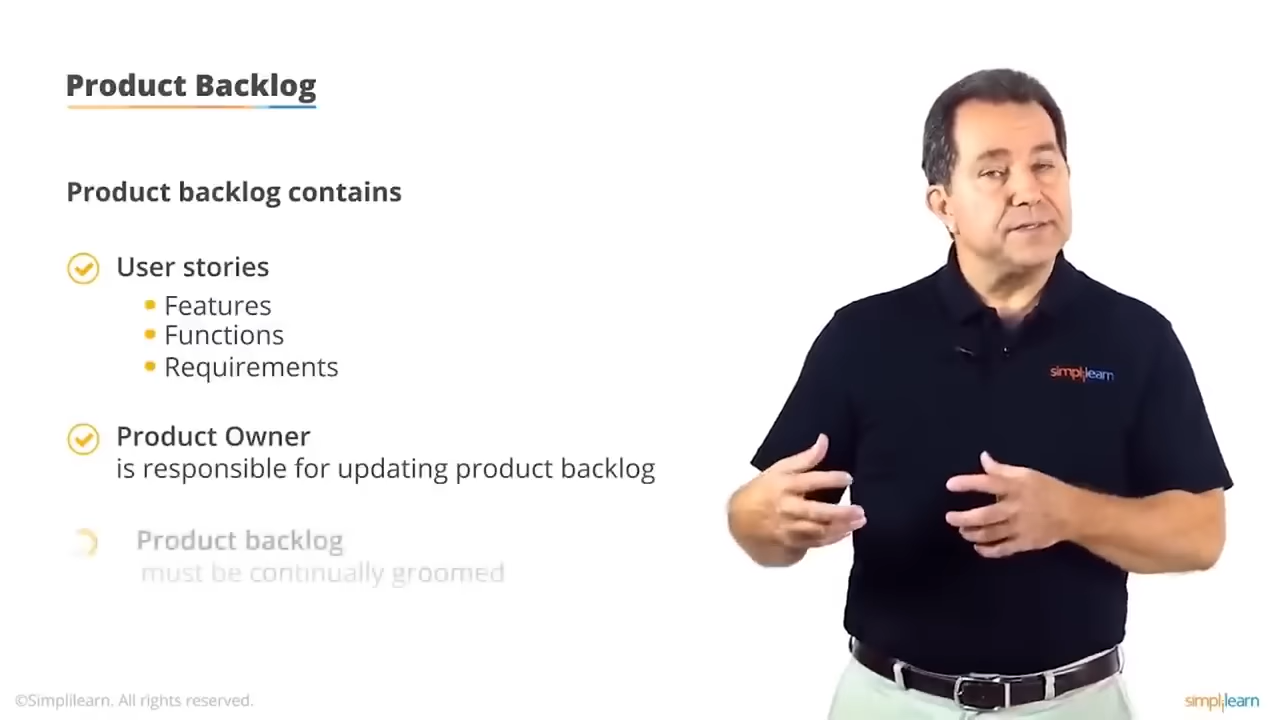 Product Backlog
Product backlog contains
User stories
Features
Functions
Requirements
Product Owner
is responsible for updating product backlog
Product backlog
must be continually groomed
simplilearn
©Simplilearn. All rights reserved.
simplilearn